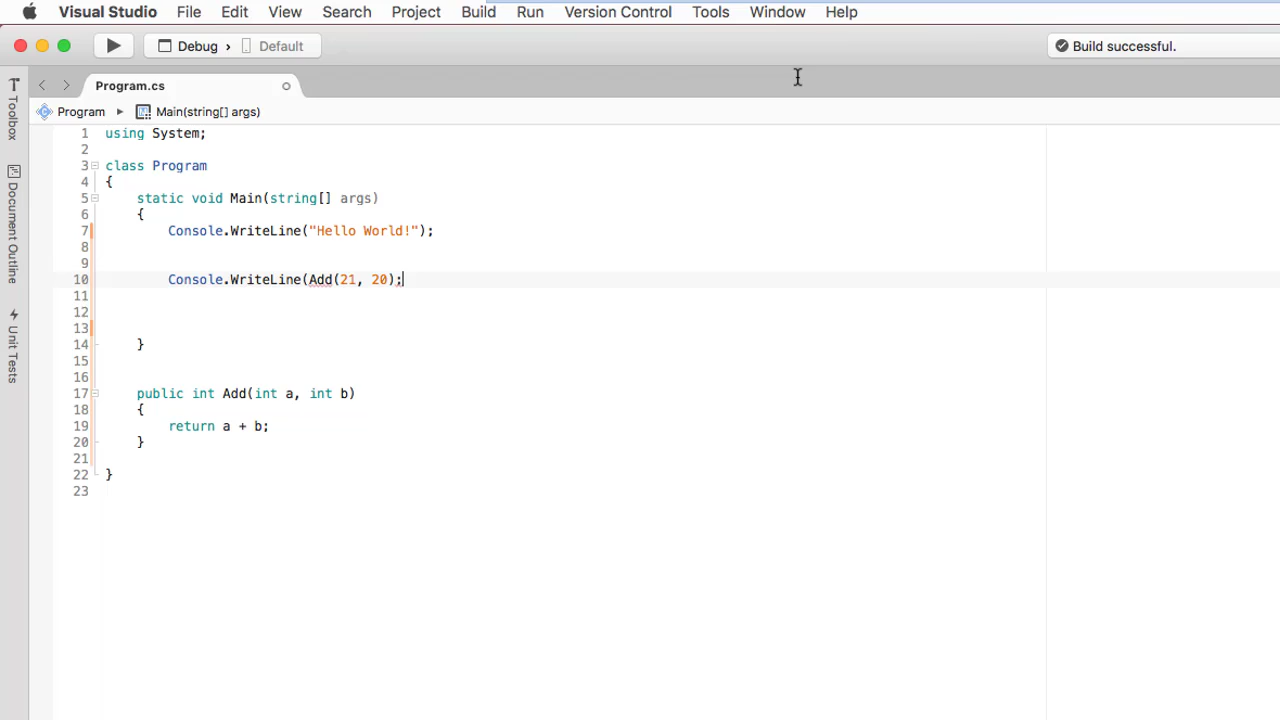 Visual Studio File Edit View Search Project Build Run Version Control Tools Window Help
Debug › Default
Build successful.
Program.cs
Program Main(string[] args)
Toolbox
Document Outline
Unit Tests
1 using System;
2
3 class Program
4 {
5 static void Main(string[] args)
6 {
7 Console.WriteLine("Hello World!");
8
9
10 Console.WriteLine(Add(21, 20);
11
12
13
14 }
15
16
17 public int Add(int a, int b)
18 {
19 return a + b;
20 }
21
22 }
23